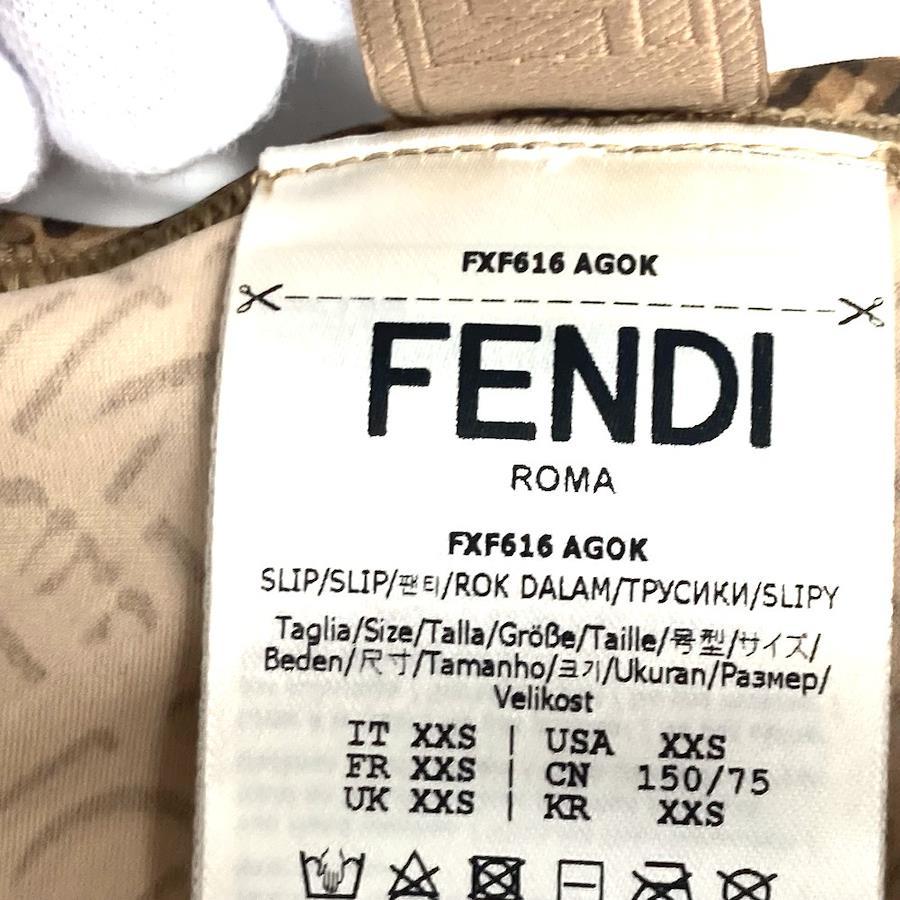 FXF616 AGOK
FENDI
ROMA
FXF616 AGOK
SLIP/SLIP/팬티/ROK DALAM/ТРУСИКИ/SLIPY
Taglia/Size/Talla/Größe/Taille/号型/サイズ/
Beden/尺寸/Tamanho/크기/Ukuran/Размер/
Velikost
IT XXS | USA XXS
FR XXS | CN 150/75
UK XXS | KR XXS